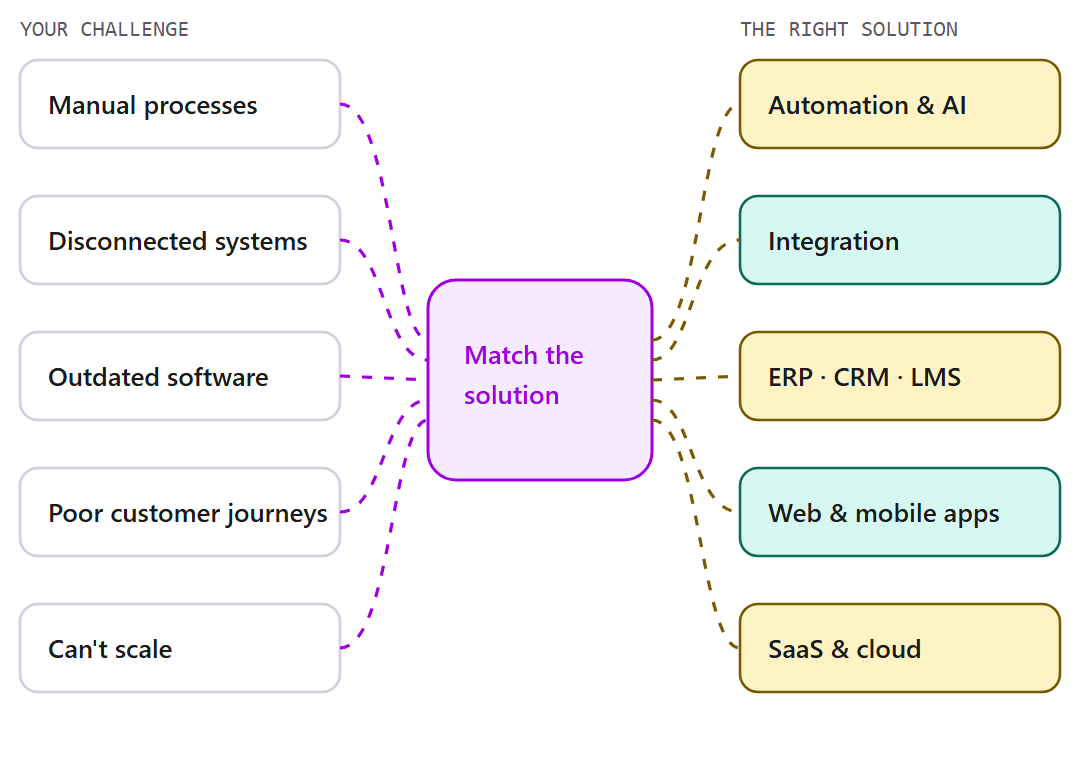 YOUR CHALLENGE
THE RIGHT SOLUTION
Manual processes
Automation & AI
Disconnected systems
Integration
Match the
solution
Outdated software
ERP · CRM · LMS
Poor customer journeys
Web & mobile apps
Can't scale
SaaS & cloud